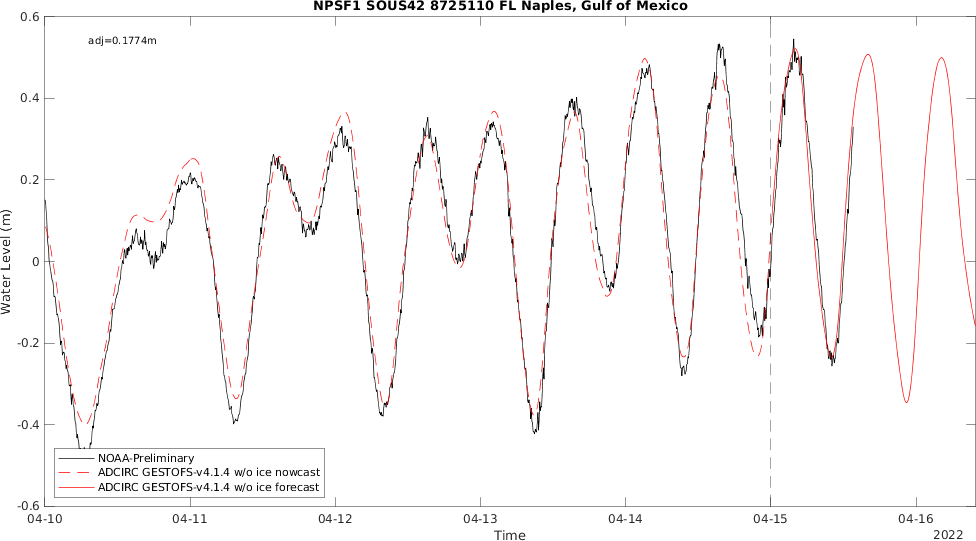 NPSF1 SOUS42 8725110 FL Naples, Gulf of Mexico
adj=0.1774m
0.6
0.4
0.2
0
-0.2
-0.4
-0.6
Water Level (m)
NOAA-Preliminary
ADCIRC GESTOFS-v4.1.4 w/o ice nowcast
ADCIRC GESTOFS-v4.1.4 w/o ice forecast
04-10 04-11 04-12 04-13 04-14 04-15 04-16
Time
2022